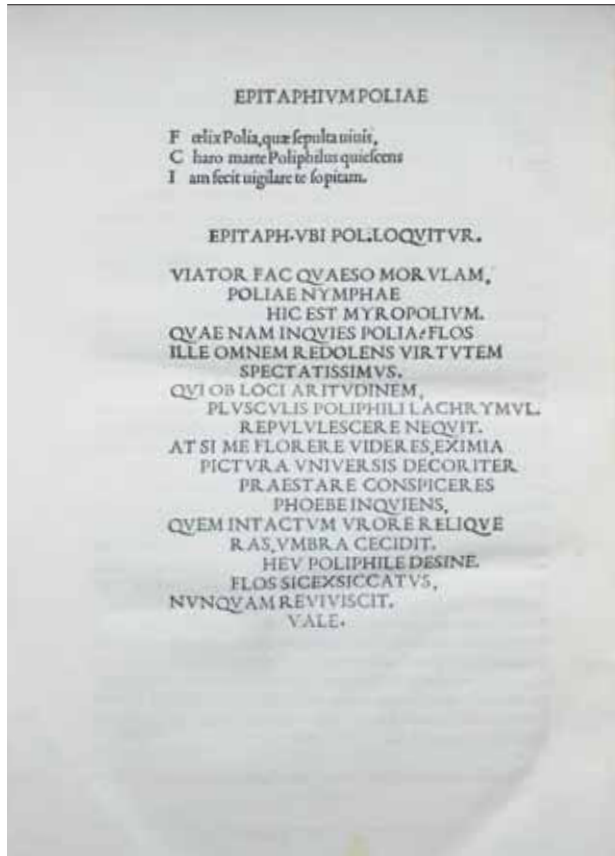 EPITAPHIVM POLIAE
F œlix Polia, quæ sepulta uiuis,
C haro marte Poliphilus quiescens
I am fecit uigilare te sopitam.
EPITAPH.VBI POL.LOQVITVR.
VIATOR FAC QVAESO MORVLAM,
POLIAE NYMPHAE
HIC EST MYROPOLIVM.
QVAE NAM INQVIES POLIA? FLOS
ILLE OMNEM REDOLENS VIRTVTEM
SPECTATISSIMVS.
QVI OB LOCI ARITVDINEM,
PLVSCVLIS POLIPHILI LACHRYMVL.
REPVLVLESCERE NEQVIT.
AT SI ME FLORERE VIDERES, EXIMIA
PICTVRA VNIVERSIS DECORITER
PRAESTARE CONSPICERES
PHOEBE INQVIENS,
QVEM INTACTVM VRORE RELIQVE
RAS, VMBRA CECIDIT.
HEV POLIPHILE DESINE.
FLOS SIC EXSICCATVS,
NVNQVAM REVIVISCIT.
VALE.